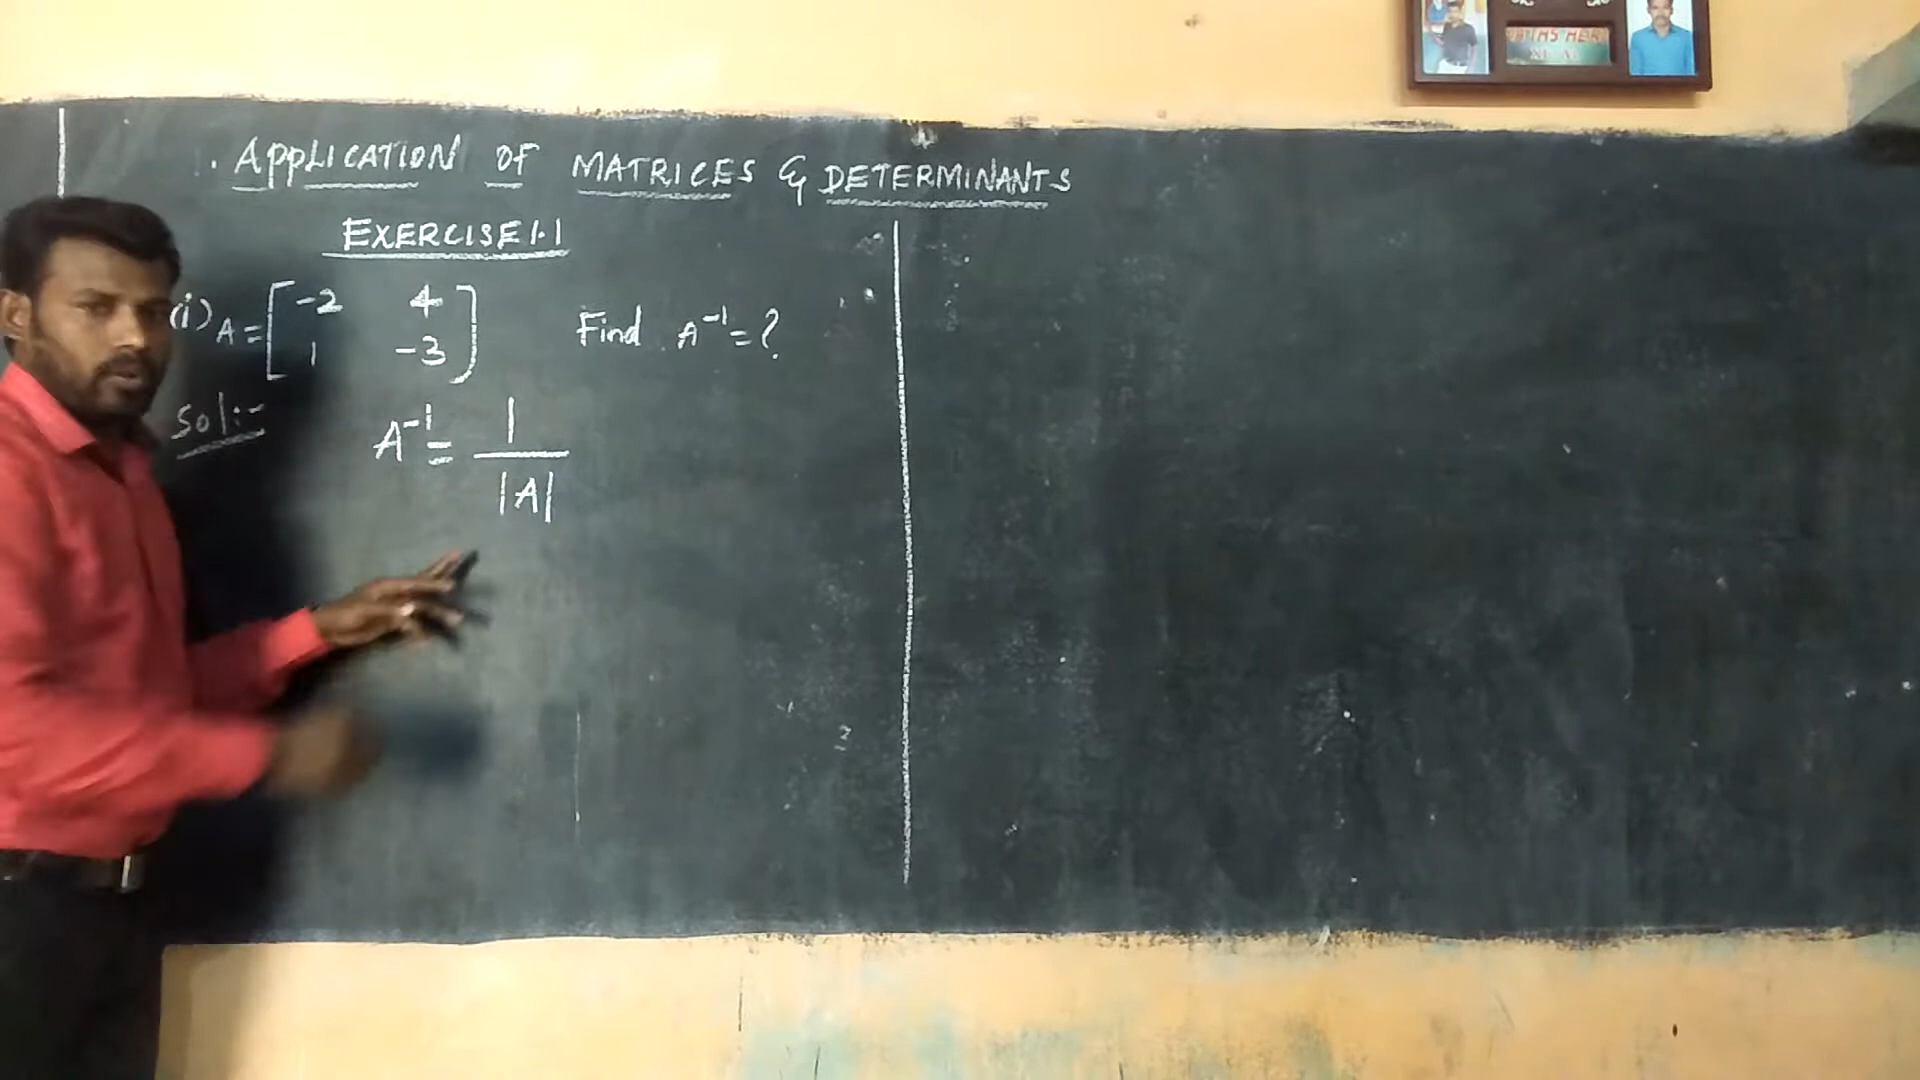 APPLICATION OF MATRICES & DETERMINANTS
EXERCISE 1.1
(i) A = [ -2 4
1 -3 ] Find A⁻¹ = ?
Sol:-
A⁻¹ = 1
|A|